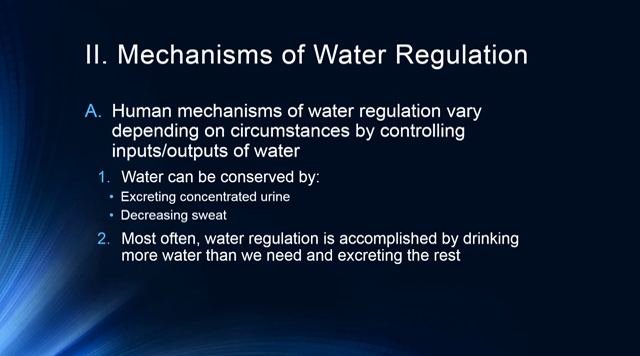 II. Mechanisms of Water Regulation
A. Human mechanisms of water regulation vary
depending on circumstances by controlling
inputs/outputs of water
1. Water can be conserved by:
• Excreting concentrated urine
• Decreasing sweat
2. Most often, water regulation is accomplished by drinking
more water than we need and excreting the rest